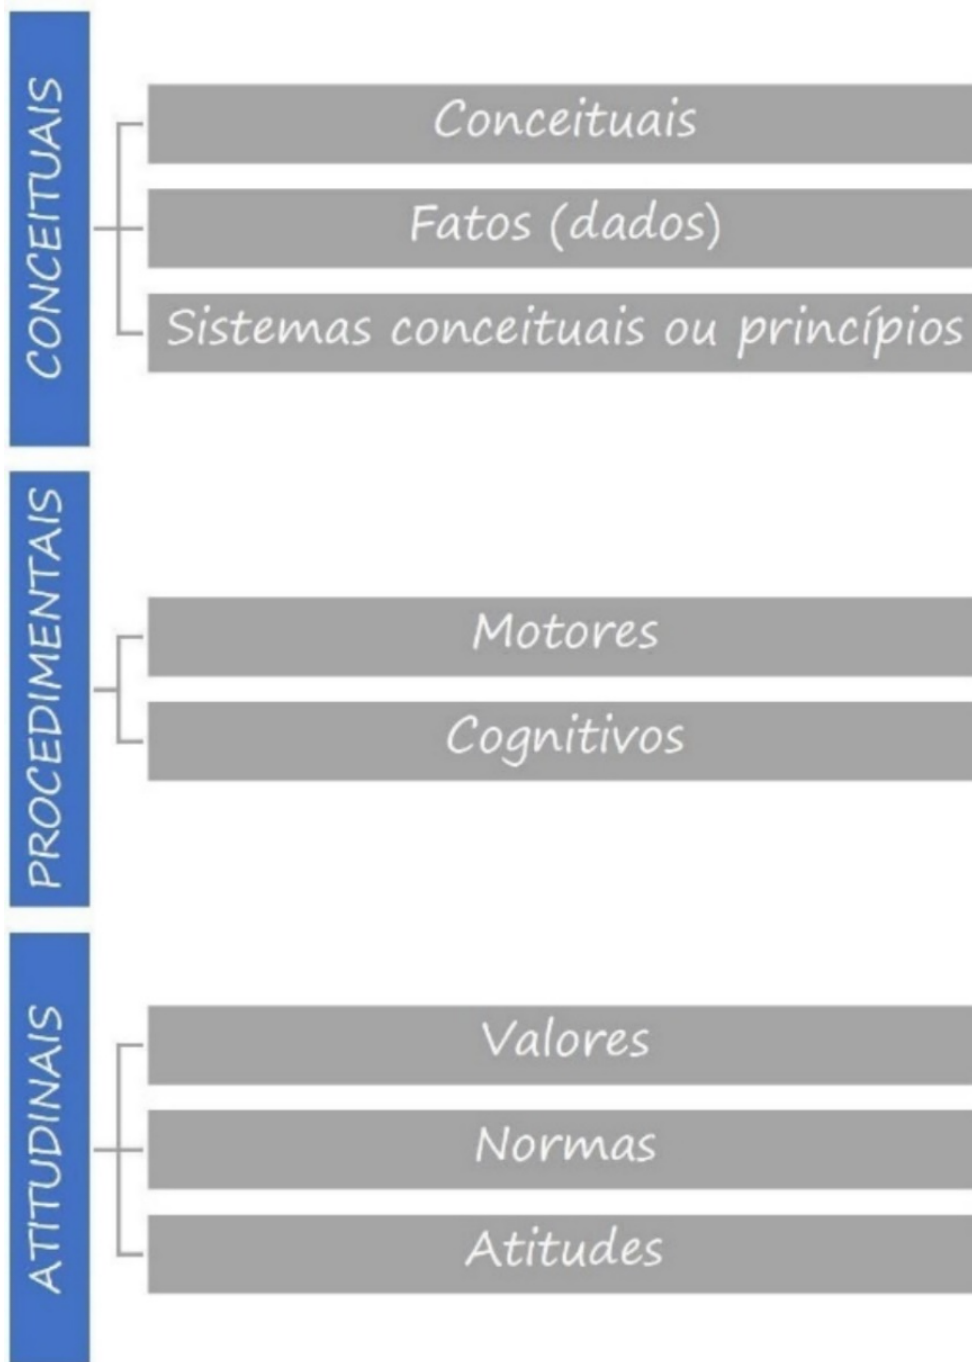 CONCEITUAIS
Conceituais
Fatos (dados)
Sistemas conceituais ou princípios
PROCEDIMENTAIS
Motores
Cognitivos
ATITUDINAIS
Valores
Normas
Atitudes